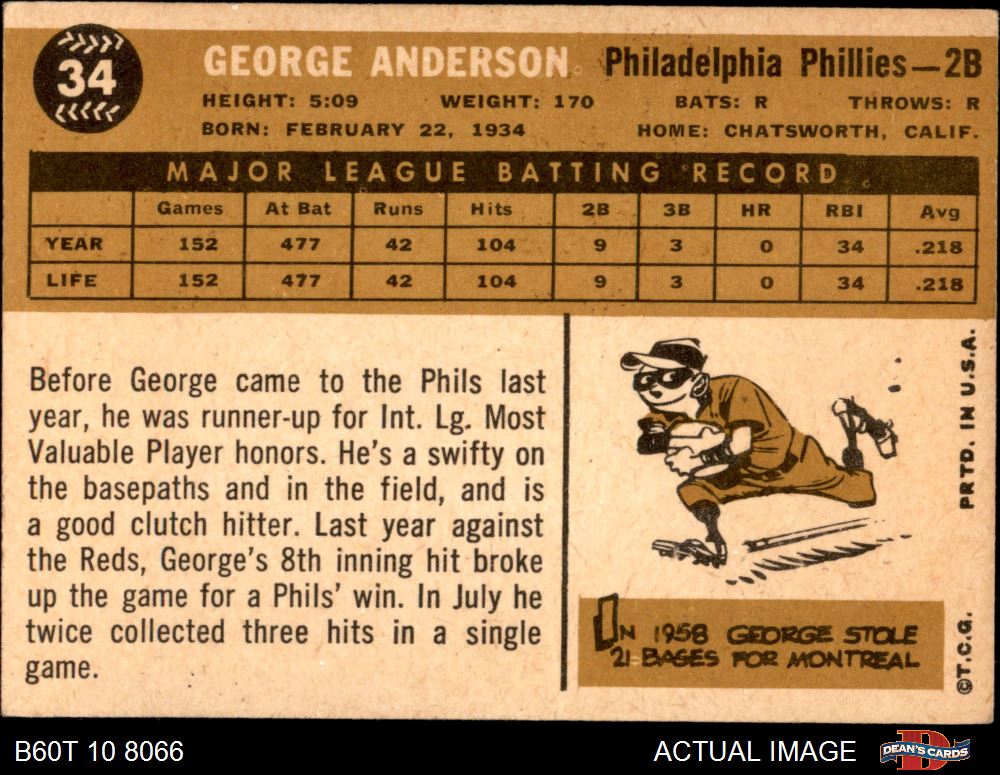 34
GEORGE ANDERSON Philadelphia Phillies—2B
HEIGHT: 5:09 WEIGHT: 170 BATS: R THROWS: R
BORN: FEBRUARY 22, 1934 HOME: CHATSWORTH, CALIF.
MAJOR LEAGUE BATTING RECORD
Games At Bat Runs Hits 2B 3B HR RBI Avg
YEAR 152 477 42 104 9 3 0 34 .218
LIFE 152 477 42 104 9 3 0 34 .218
Before George came to the Phils last
year, he was runner-up for Int. Lg. Most
Valuable Player honors. He's a swifty on
the basepaths and in the field, and is
a good clutch hitter. Last year against
the Reds, George's 8th inning hit broke
up the game for a Phils' win. In July he
twice collected three hits in a single
game.
IN 1958 GEORGE STOLE
21 BASES FOR MONTREAL
PRTD. IN U.S.A.
©T.C.G.
B60T 10 8066 ACTUAL IMAGE DEAN'S CARDS